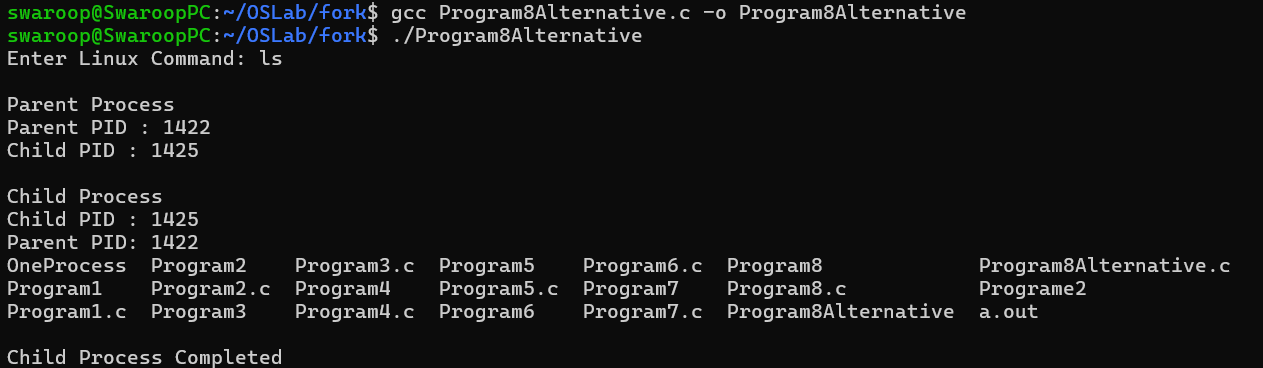 swaroop@SwaroopPC:~/OSLab/fork$ gcc Program8Alternative.c -o Program8Alternative
swaroop@SwaroopPC:~/OSLab/fork$ ./Program8Alternative
Enter Linux Command: ls

Parent Process
Parent PID : 1422
Child PID : 1425

Child Process
Child PID : 1425
Parent PID: 1422
OneProcess  Program2    Program3.c  Program5    Program6.c  Program8             Program8Alternative.c
Program1    Program2.c  Program4    Program5.c  Program7    Program8.c           Programe2
Program1.c  Program3    Program4.c  Program6    Program7.c  Program8Alternative  a.out

Child Process Completed